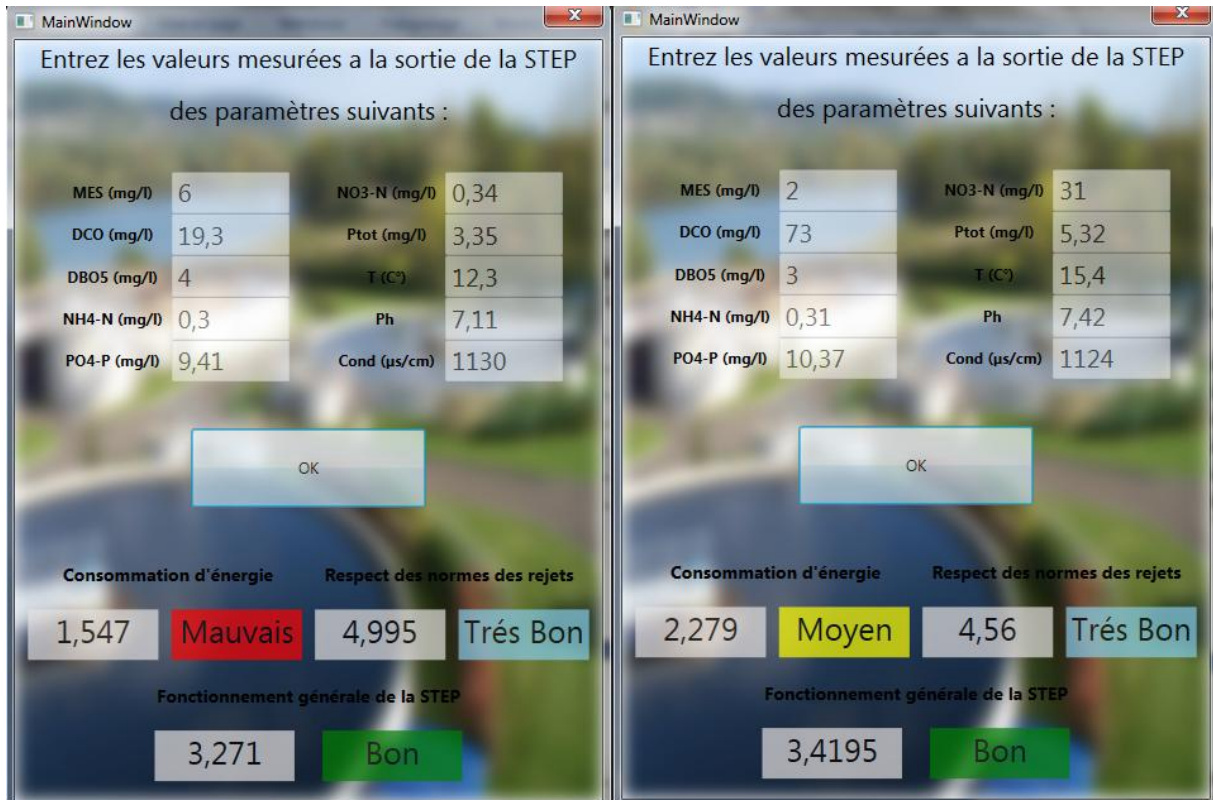 MainWindow
Entrez les valeurs mesurées a la sortie de la STEP
des paramètres suivants :
MES (mg/l) 6 NO3-N (mg/l) 0,34
DCO (mg/l) 19,3 Ptot (mg/l) 3,35
DBO5 (mg/l) 4 T (C°) 12,3
NH4-N (mg/l) 0,3 Ph 7,11
PO4-P (mg/l) 9,41 Cond (µs/cm) 1130
OK
Consommation d'énergie Respect des normes des rejets
1,547 Mauvais 4,995 Trés Bon
Fonctionnement générale de la STEP
3,271 Bon
MainWindow
Entrez les valeurs mesurées a la sortie de la STEP
des paramètres suivants :
MES (mg/l) 2 NO3-N (mg/l) 31
DCO (mg/l) 73 Ptot (mg/l) 5,32
DBO5 (mg/l) 3 T (C°) 15,4
NH4-N (mg/l) 0,31 Ph 7,42
PO4-P (mg/l) 10,37 Cond (µs/cm) 1124
OK
Consommation d'énergie Respect des normes des rejets
2,279 Moyen 4,56 Trés Bon
Fonctionnement générale de la STEP
3,4195 Bon